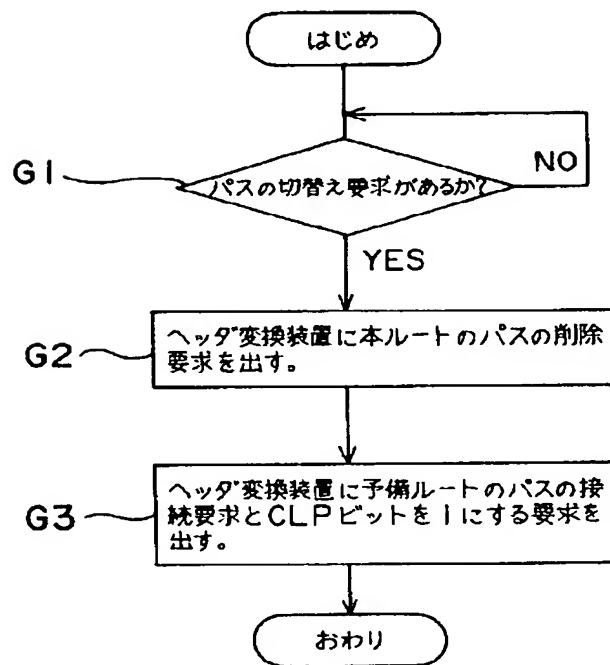 はじめ
G1
パスの切替え要求があるか?
NO
YES
G2
ヘッダ変換装置に本ルートのパスの削除
要求を出す。
G3
ヘッダ変換装置に予備ルートのパスの接
続要求とCLPビットを1にする要求を
出す。
おわり